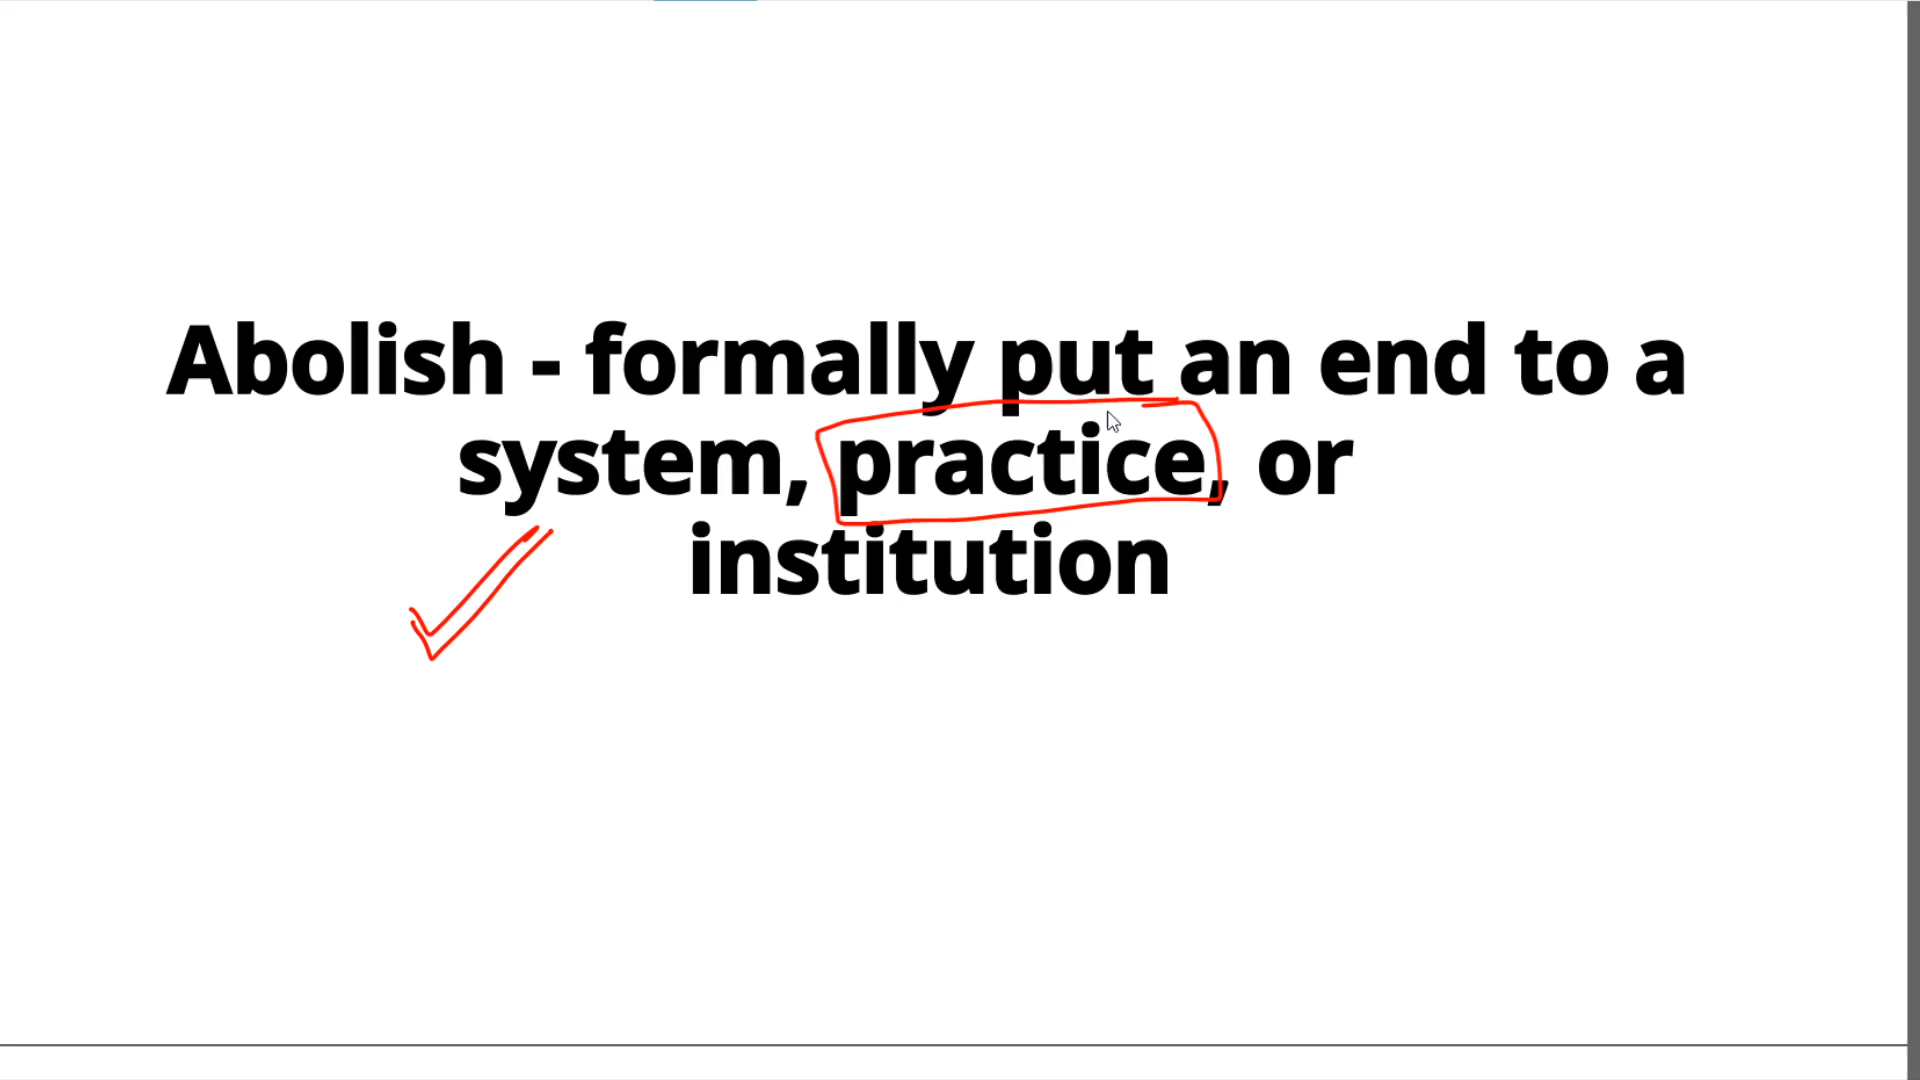 Abolish - formally put an end to a
system, practice, or
institution